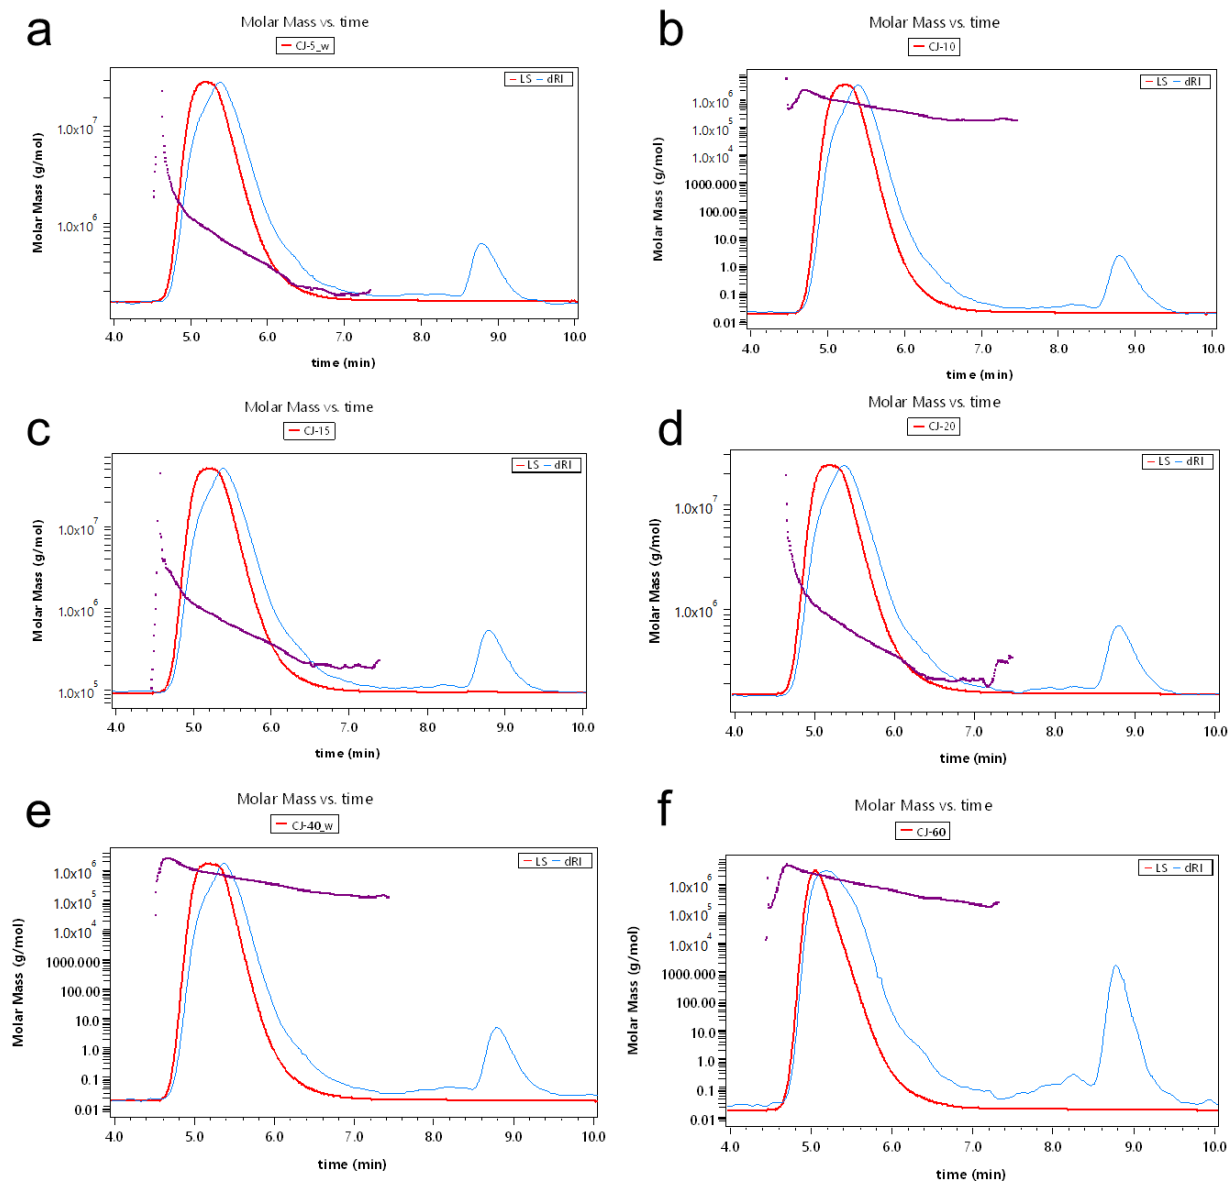 a
Molar Mass vs. time
CJ-5_w
LS dRI
Molar Mass (g/mol)
1.0x10^7
1.0x10^6
4.0 5.0 6.0 7.0 8.0 9.0 10.0
time (min)
b
Molar Mass vs. time
CJ-10
LS dRI
Molar Mass (g/mol)
1.0x10^6
1.0x10^5
1.0x10^4
1000.000
100.00
10.0
1.0
0.1
0.01
4.0 5.0 6.0 7.0 8.0 9.0 10.0
time (min)
c
Molar Mass vs. time
CJ-15
LS dRI
Molar Mass (g/mol)
1.0x10^7
1.0x10^6
1.0x10^5
4.0 5.0 6.0 7.0 8.0 9.0 10.0
time (min)
d
Molar Mass vs. time
CJ-20
LS dRI
Molar Mass (g/mol)
1.0x10^7
1.0x10^6
4.0 5.0 6.0 7.0 8.0 9.0 10.0
time (min)
e
Molar Mass vs. time
CJ-40_w
LS dRI
Molar Mass (g/mol)
1.0x10^6
1.0x10^5
1.0x10^4
1000.000
100.00
10.0
1.0
0.1
0.01
4.0 5.0 6.0 7.0 8.0 9.0 10.0
time (min)
f
Molar Mass vs. time
CJ-60
LS dRI
Molar Mass (g/mol)
1.0x10^6
1.0x10^5
1.0x10^4
1000.000
100.00
10.0
1.0
0.1
0.01
4.0 5.0 6.0 7.0 8.0 9.0 10.0
time (min)